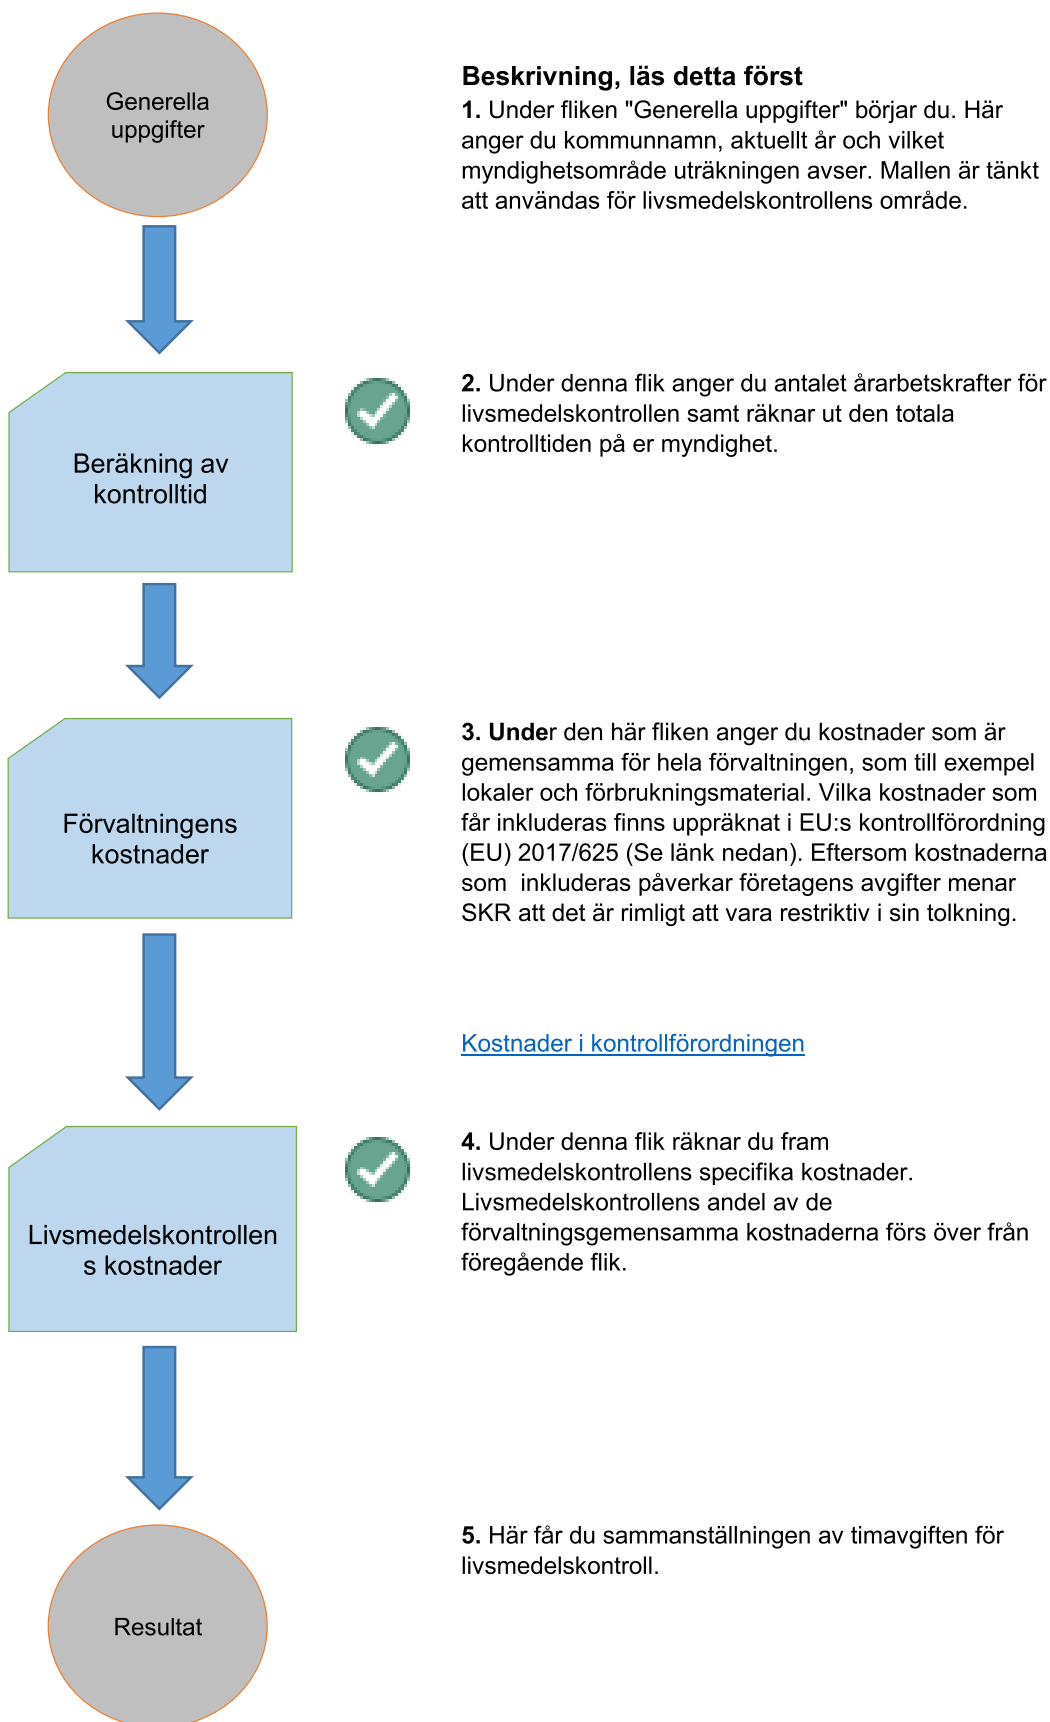 Generella
uppgifter
Beskrivning, läs detta först
1. Under fliken "Generella uppgifter" börjar du. Här
anger du kommunnamn, aktuellt år och vilket
myndighetsområde uträkningen avser. Mallen är tänkt
att användas för livsmedelskontrollens område.
Beräkning av
kontrolltid
2. Under denna flik anger du antalet årarbetskrafter för
livsmedelskontrollen samt räknar ut den totala
kontrolltiden på er myndighet.
Förvaltningens
kostnader
3. Under den här fliken anger du kostnader som är
gemensamma för hela förvaltningen, som till exempel
lokaler och förbrukningsmaterial. Vilka kostnader som
får inkluderas finns uppräknat i EU:s kontrollförordning
(EU) 2017/625 (Se länk nedan). Eftersom kostnaderna
som  inkluderas påverkar företagens avgifter menar
SKR att det är rimligt att vara restriktiv i sin tolkning.
Kostnader i kontrollförordningen
Livsmedelskontrollen
s kostnader
4. Under denna flik räknar du fram
livsmedelskontrollens specifika kostnader.
Livsmedelskontrollens andel av de
förvaltningsgemensamma kostnaderna förs över från
föregående flik.
5. Här får du sammanställningen av timavgiften för
livsmedelskontroll.
Resultat